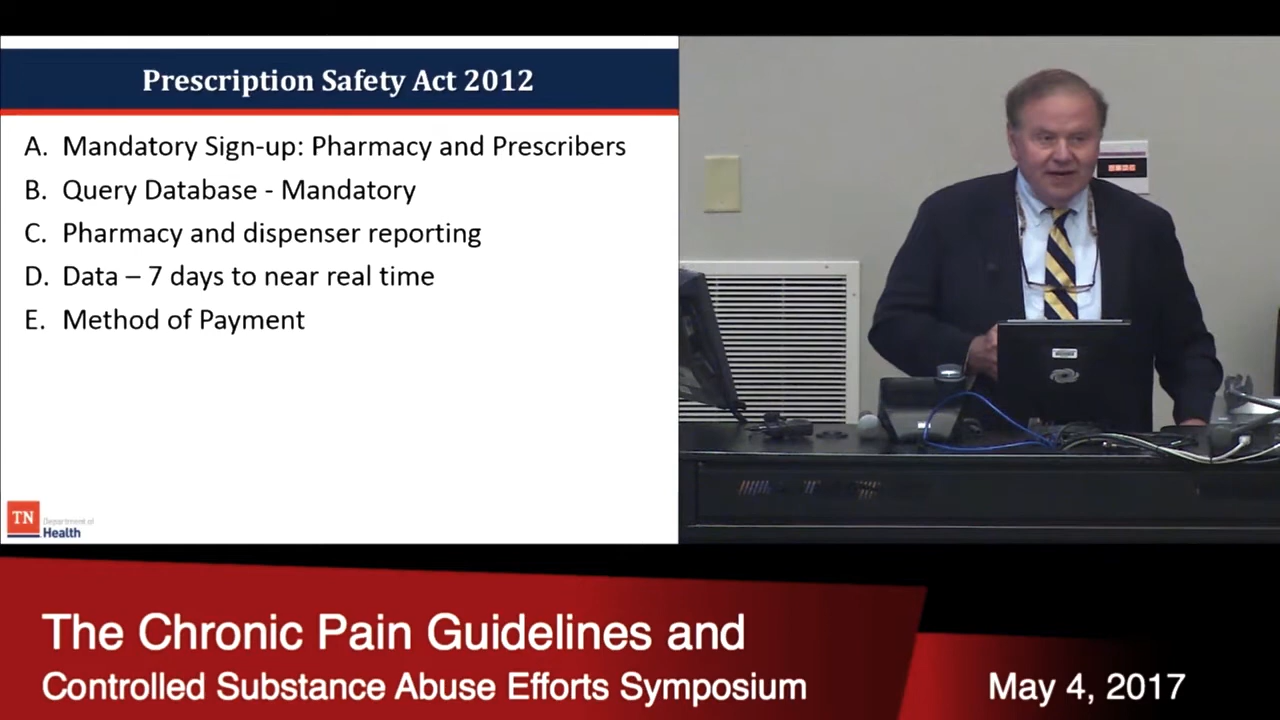 Prescription Safety Act 2012
A. Mandatory Sign-up: Pharmacy and Prescribers
B. Query Database - Mandatory
C. Pharmacy and dispenser reporting
D. Data – 7 days to near real time
E. Method of Payment
TN
Department of
Health
The Chronic Pain Guidelines and
Controlled Substance Abuse Efforts Symposium
May 4, 2017